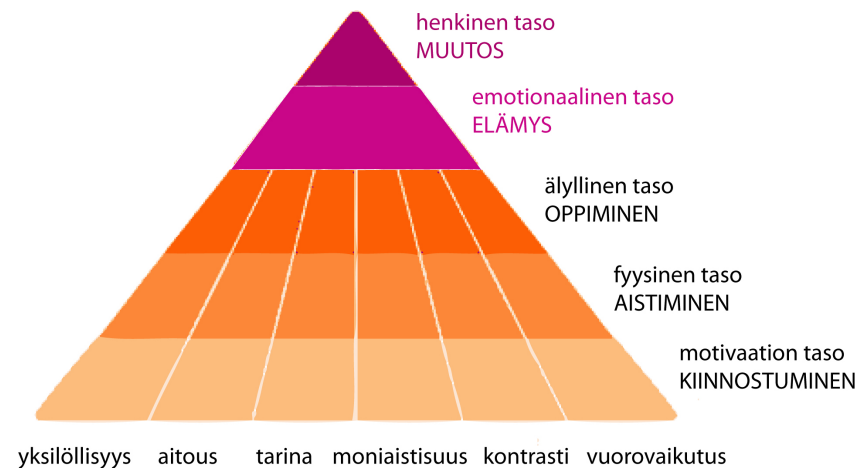 henkinen taso
MUUTOS
emotionaalinen taso
ELÄMYS
älyllinen taso
OPPIMINEN
fyysinen taso
AISTIMINEN
motivaation taso
KIINNOSTUMINEN
yksilöllisyys aitous tarina moniaistisuus kontrasti vuorovaikutus